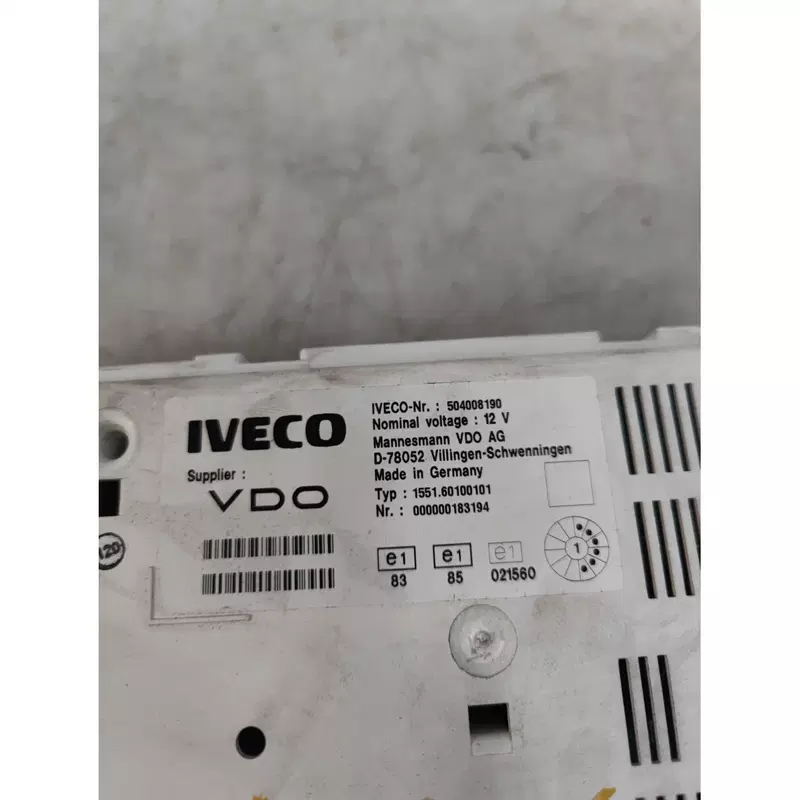 IVECO
Supplier :
VDO
IVECO-Nr. : 504008190
Nominal voltage : 12 V
Mannesmann VDO AG
D-78052 Villingen-Schwenningen
Made in Germany
Typ : 1551.60100101
Nr. : 000000183194
e1 e1 e1
83 85 021560
1
120